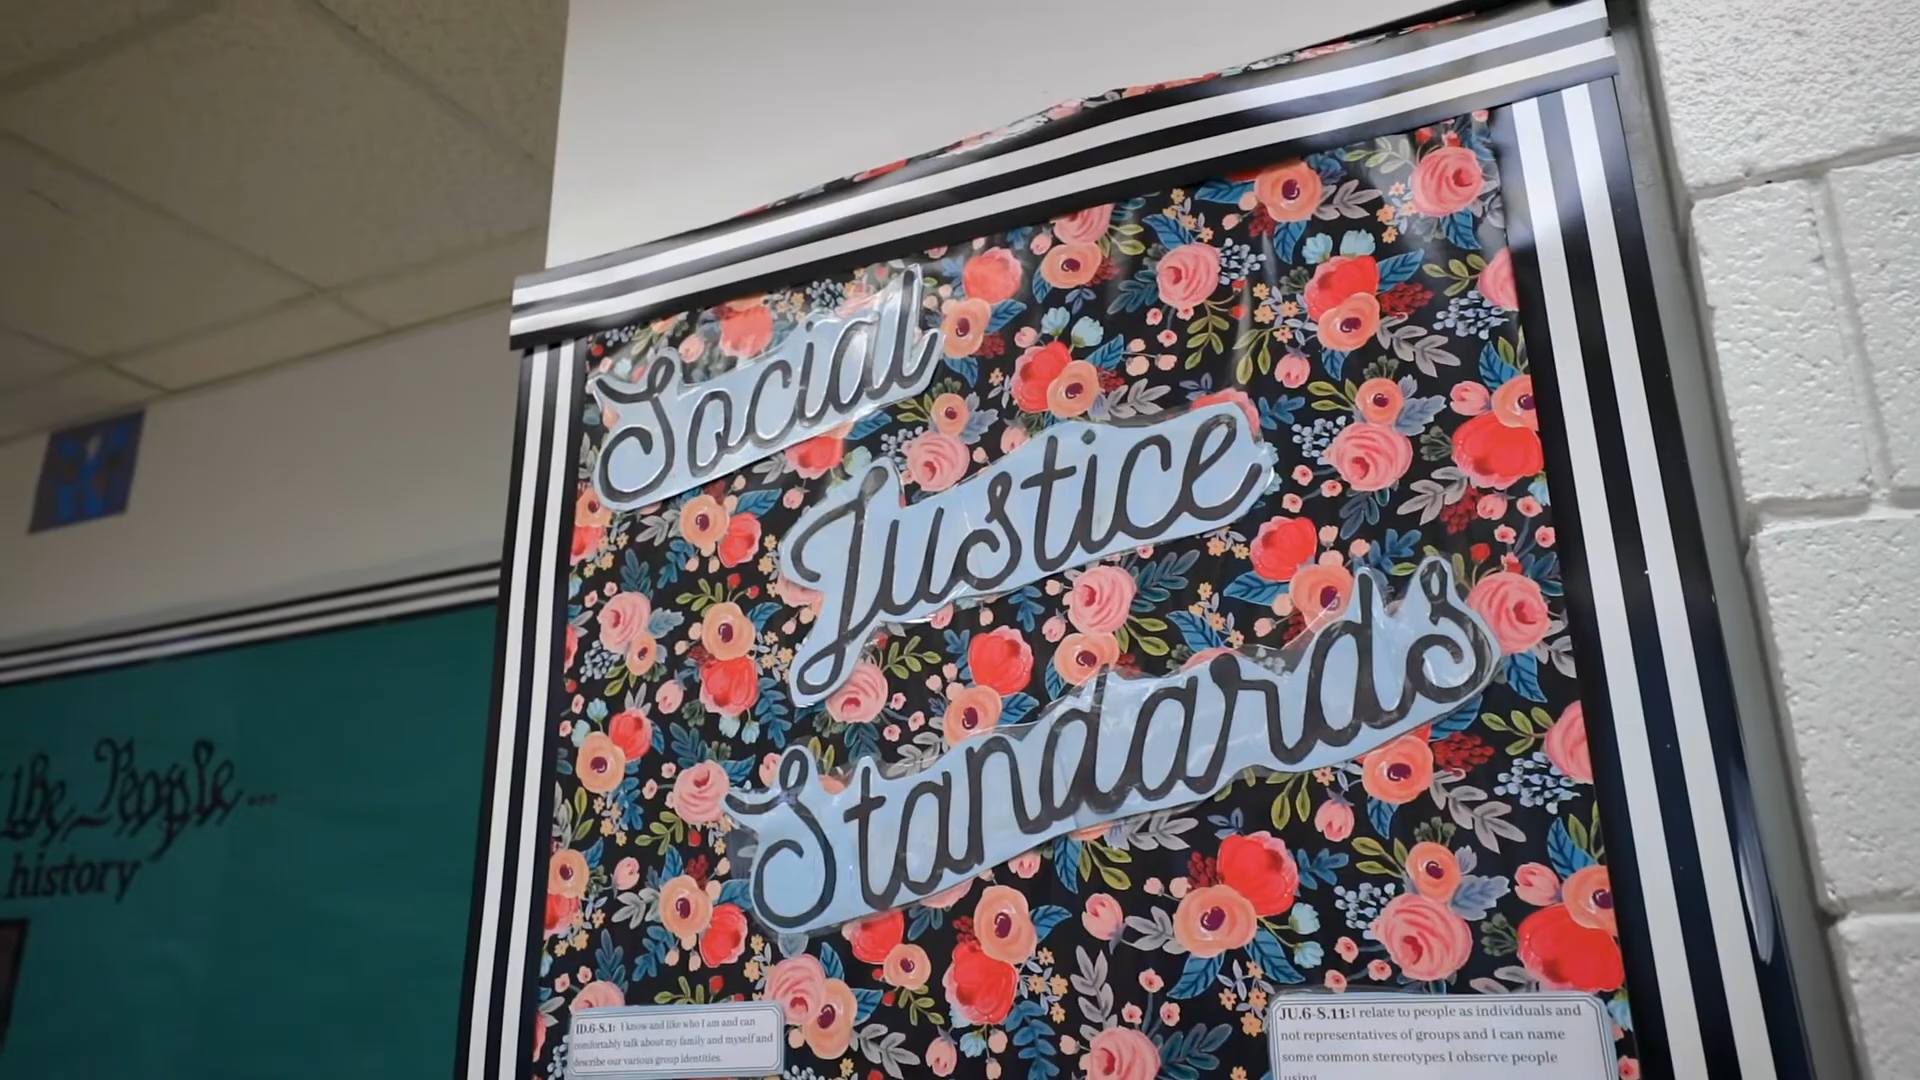 Social
Justice
Standards
the People...
history
ID.6-8.1: I know and like who I am and can
comfortably talk about my family and myself and
describe our various group identities.
JU.6-8.11: I relate to people as individuals and
not representatives of groups and I can name
some common stereotypes I observe people
using.